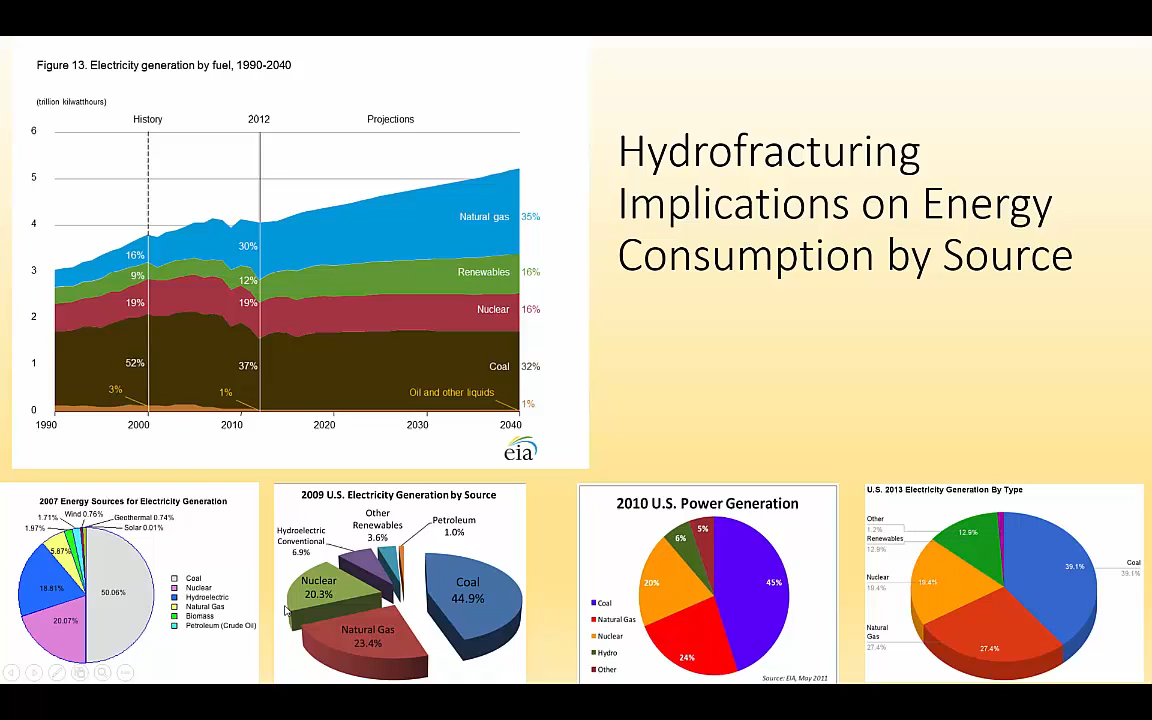 Figure 13. Electricity generation by fuel, 1990-2040
(trillion kilwatthours)
History 2012 Projections
6
5
4
3
2
1
0
16%
9%
19%
52%
3%
30%
12%
19%
37%
1%
Natural gas 35%
Renewables 16%
Nuclear 16%
Coal 32%
Oil and other liquids 1%
1990 2000 2010 2020 2030 2040
eia
Hydrofracturing
Implications on Energy
Consumption by Source
2007 Energy Sources for Electricity Generation
1.71% Wind 0.76% Geothermal 0.74%
1.97% Solar 0.01%
5.87%
18.81%
50.06%
20.07%
Coal
Nuclear
Hydroelectric
Natural Gas
Biomass
Petroleum (Crude Oil)
2009 U.S. Electricity Generation by Source
Other
Renewables
3.6%
Petroleum
1.0%
Hydroelectric
Conventional
6.9%
Nuclear
20.3%
Coal
44.9%
Natural Gas
23.4%
2010 U.S. Power Generation
5%
6%
45%
20%
24%
Coal
Natural Gas
Nuclear
Hydro
Other
Source: EIA, May 2011
U.S. 2013 Electricity Generation By Type
Other
1.2%
Renewables
12.9%
12.9%
Coal
39.1%
39.1%
Nuclear
19.4%
19.4%
Natural
Gas
27.4%
27.4%